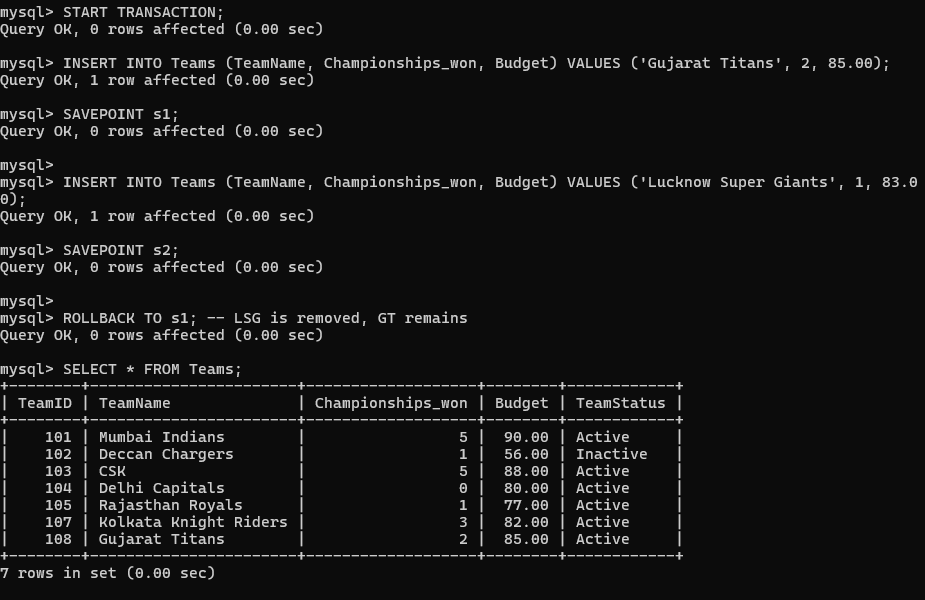 mysql> START TRANSACTION;
Query OK, 0 rows affected (0.00 sec)
mysql> INSERT INTO Teams (TeamName, Championships_won, Budget) VALUES ('Gujarat Titans', 2, 85.00);
Query OK, 1 row affected (0.00 sec)
mysql> SAVEPOINT s1;
Query OK, 0 rows affected (0.00 sec)
mysql>
mysql> INSERT INTO Teams (TeamName, Championships_won, Budget) VALUES ('Lucknow Super Giants', 1, 83.0
0);
Query OK, 1 row affected (0.00 sec)
mysql> SAVEPOINT s2;
Query OK, 0 rows affected (0.00 sec)
mysql>
mysql> ROLLBACK TO s1; -- LSG is removed, GT remains
Query OK, 0 rows affected (0.00 sec)
mysql> SELECT * FROM Teams;
+--------+-----------------------+------------------+--------+------------+
| TeamID | TeamName              | Championships_won | Budget | TeamStatus |
+--------+-----------------------+-------------------+--------+------------+
|    101 | Mumbai Indians        |                 5 |  90.00 | Active     |
|    102 | Deccan Chargers       |                 1 |  56.00 | Inactive   |
|    103 | CSK                   |                 5 |  88.00 | Active     |
|    104 | Delhi Capitals        |                 0 |  80.00 | Active     |
|    105 | Rajasthan Royals      |                 1 |  77.00 | Active     |
|    107 | Kolkata Knight Riders |                 3 |  82.00 | Active     |
|    108 | Gujarat Titans        |                 2 |  85.00 | Active     |
+--------+-----------------------+-------------------+--------+------------+
7 rows in set (0.00 sec)